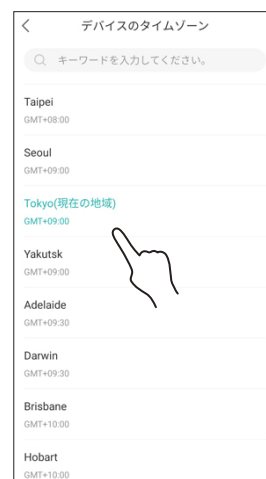 デバイスのタイムゾーン
キーワードを入力してください。
Taipei
GMT+08:00
Seoul
GMT+09:00
Tokyo(現在の地域)
GMT+09:00
Yakutsk
GMT+09:00
Adelaide
GMT+09:30
Darwin
GMT+09:30
Brisbane
GMT+10:00
Hobart
GMT+10:00